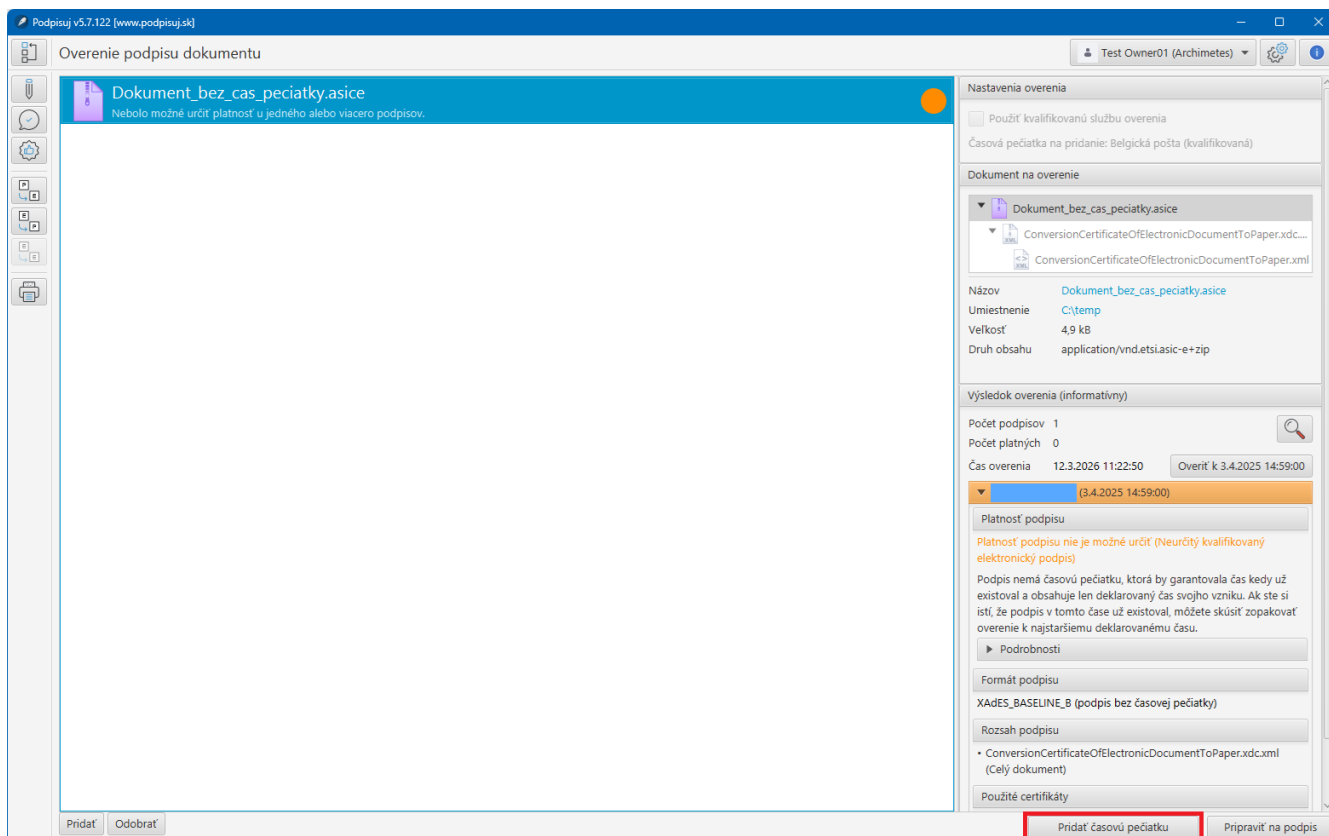 Podpisuj v5.7.122 [www.podpisuj.sk]
Overenie podpisu dokumentu
Test Owner01 (Archimetes)
Dokument_bez_cas_peciatky.asice
Nebolo možné určiť platnosť u jedného alebo viacero podpisov.
Nastavenia overenia
Použiť kvalifikovanú službu overenia
Časová pečiatka na pridanie: Belgická pošta (kvalifikovaná)
Dokument na overenie
Dokument_bez_cas_peciatky.asice
ConversionCertificateOfElectronicDocumentToPaper.xdc....
ConversionCertificateOfElectronicDocumentToPaper.xml
Názov Dokument_bez_cas_peciatky.asice
Umiestnenie C:\temp
Veľkosť 4,9 kB
Druh obsahu application/vnd.etsi.asic-e+zip
Výsledok overenia (informatívny)
Počet podpisov 1
Počet platných 0
Čas overenia 12.3.2026 11:22:50 Overiť k 3.4.2025 14:59:00
(3.4.2025 14:59:00)
Platnosť podpisu
Platnosť podpisu nie je možné určiť (Neurčitý kvalifikovaný
elektronický podpis)
Podpis nemá časovú pečiatku, ktorá by garantovala čas kedy už
existoval a obsahuje len deklarovaný čas svojho vzniku. Ak ste si
istí, že podpis v tomto čase už existoval, môžete skúsiť zopakovať
overenie k najstaršiemu deklarovanému času.
Podrobnosti
Formát podpisu
XAdES_BASELINE_B (podpis bez časovej pečiatky)
Rozsah podpisu
• ConversionCertificateOfElectronicDocumentToPaper.xdc.xml
(Celý dokument)
Použité certifikáty
Pridať Odobrať
Pridať časovú pečiatku Pripraviť na podpis